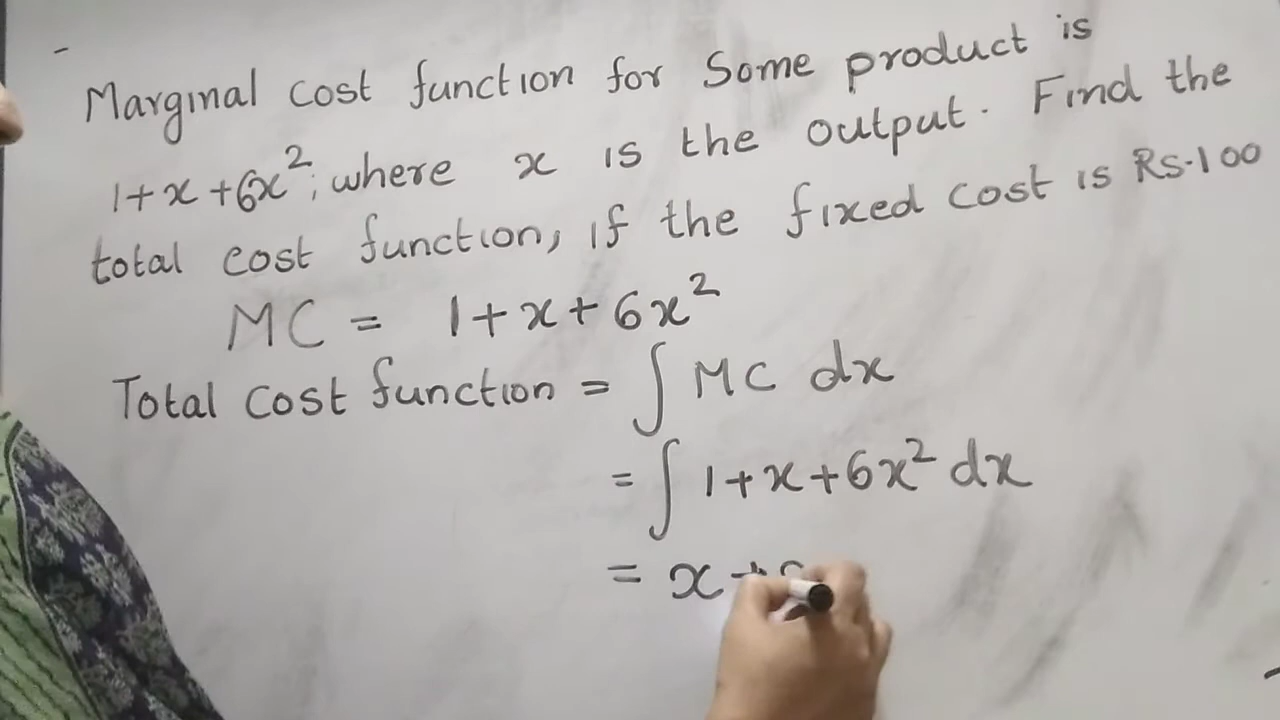 Marginal cost function for Some product is
1+x+6x²; where x is the output. Find the
total cost function, if the fixed cost is Rs.100
MC = 1+x+6x²
Total cost function = ∫ MC dx
= ∫ 1+x+6x² dx
= x +